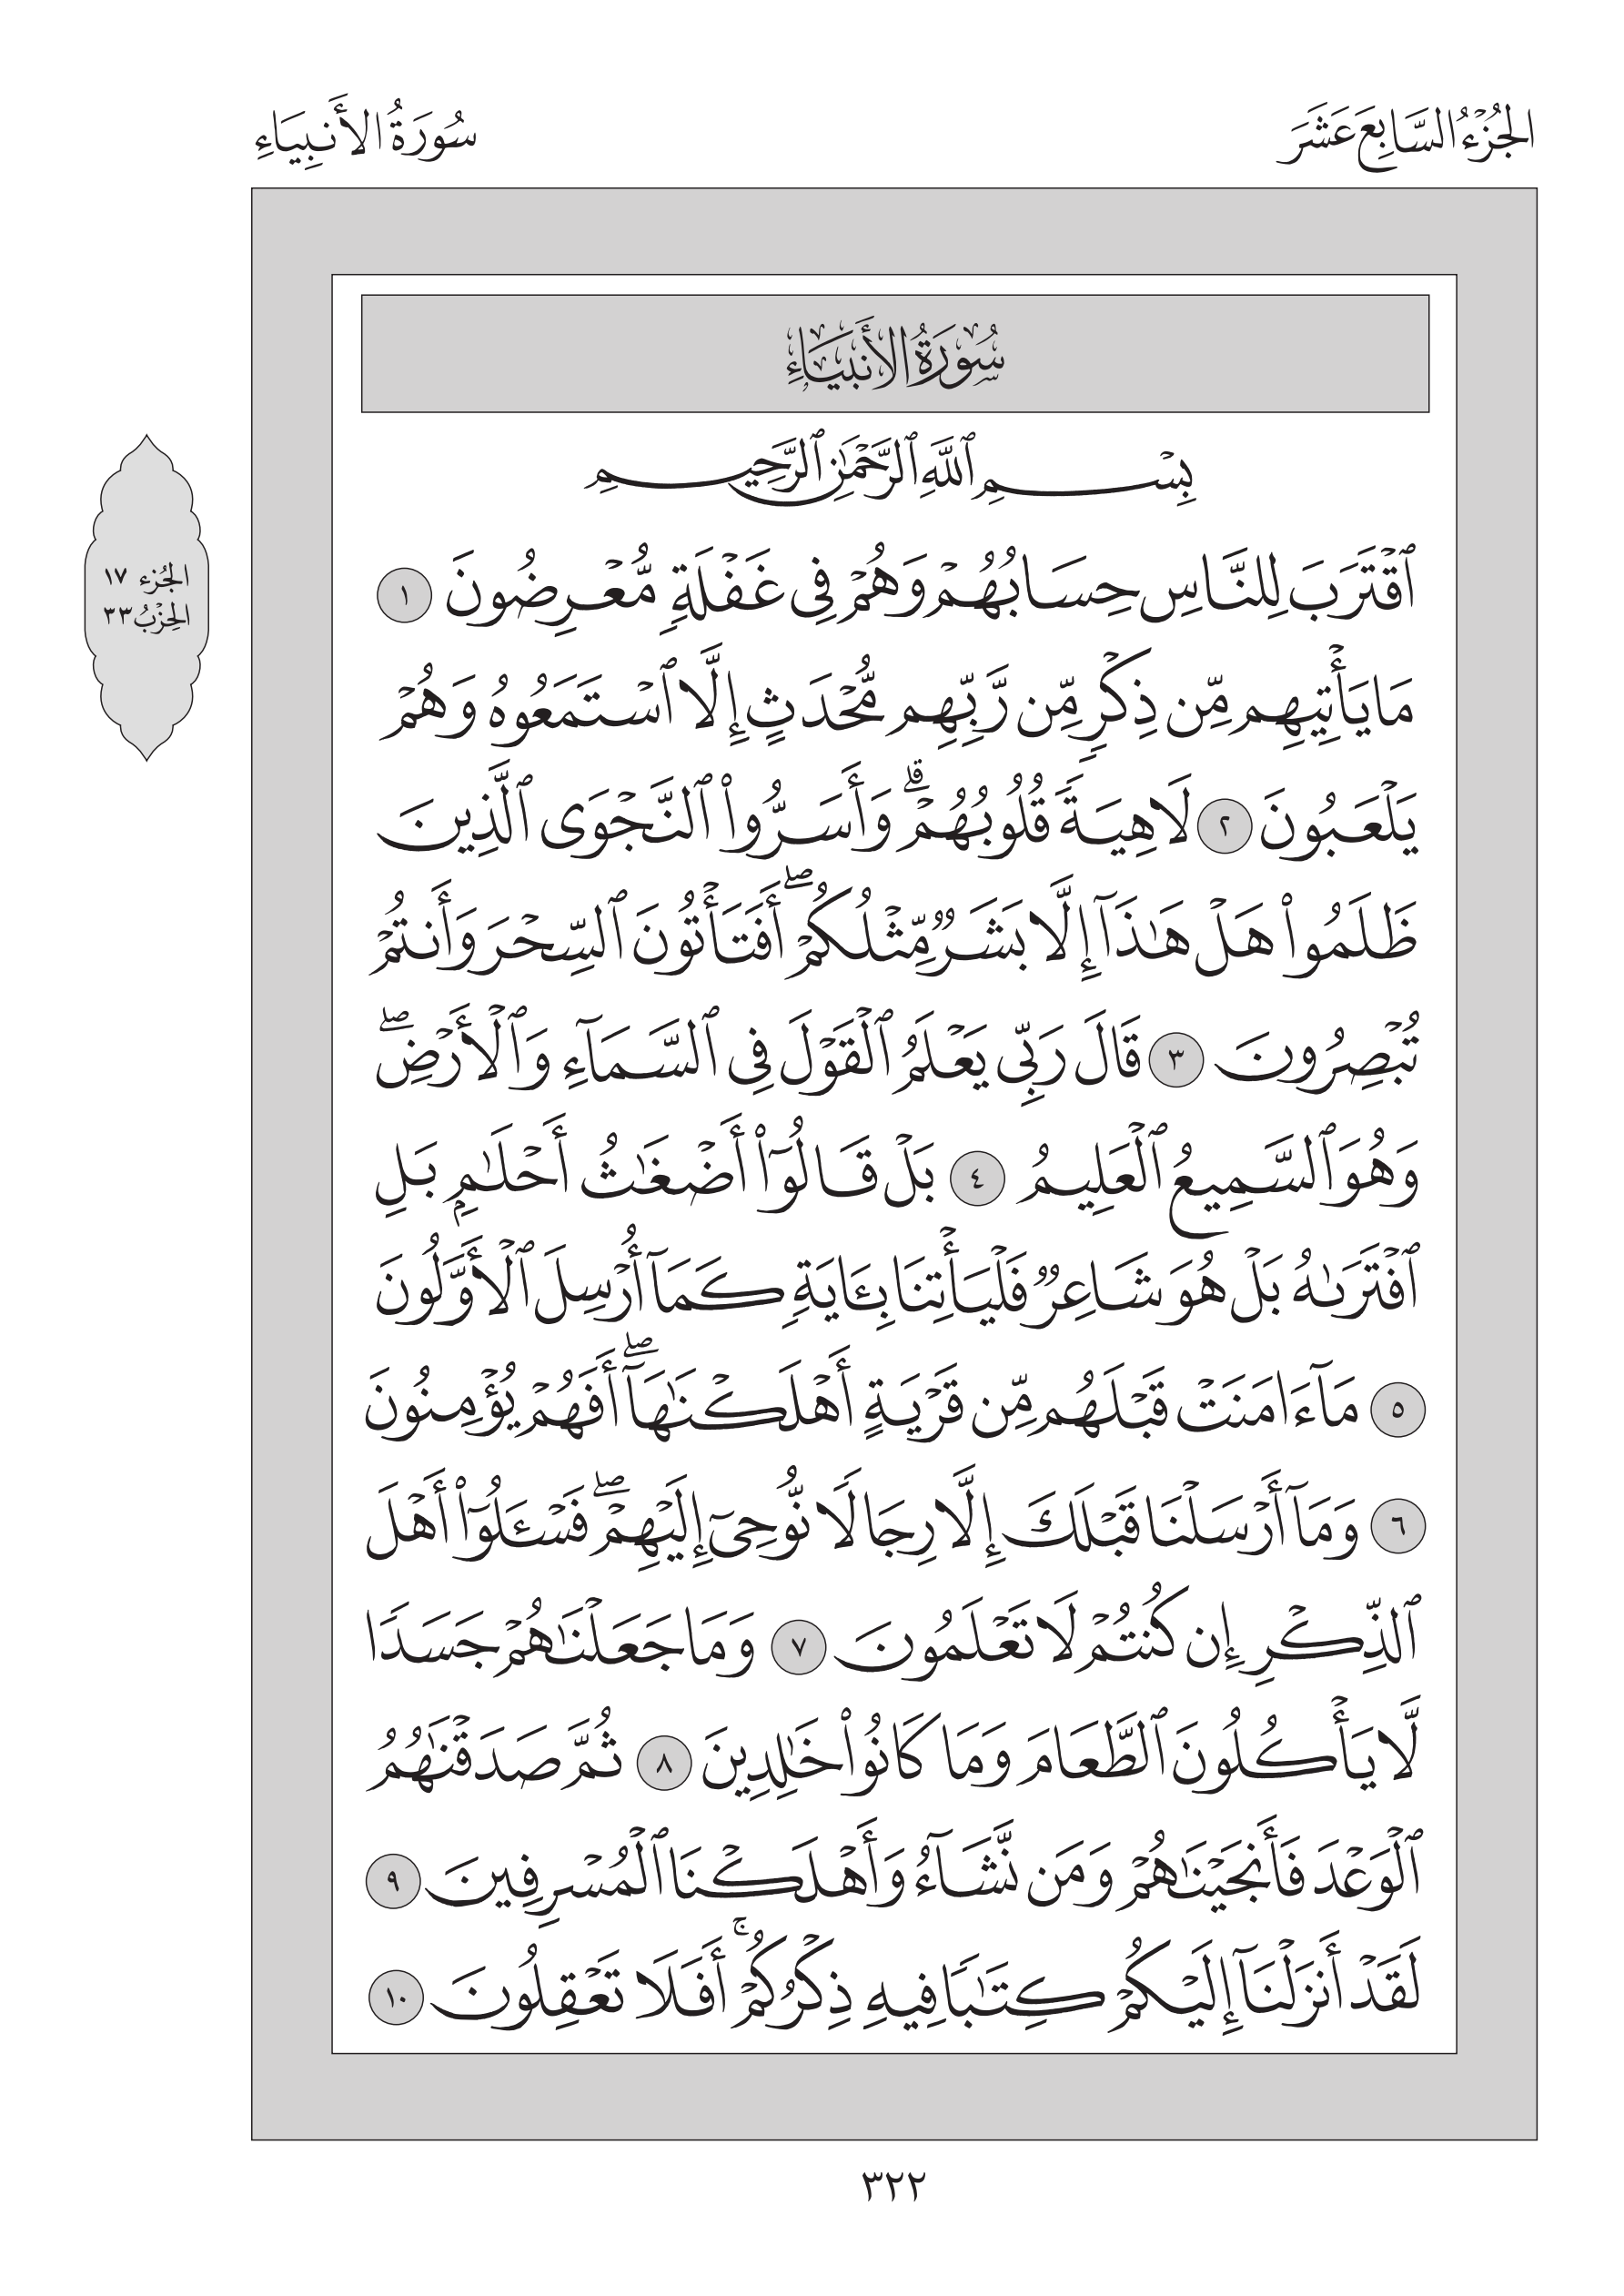 الجُزْءُ السَّابِعَ عَشَرَ
سُورَةُ الأَنبِيَاءِ
سُورَةُ الأَنبِيَاءِ
بِسْمِ ٱللَّهِ ٱلرَّحْمَٰنِ ٱلرَّحِيمِ
ٱقْتَرَبَ لِلنَّاسِ حِسَابُهُمْ وَهُمْ فِى غَفْلَةٍ مُّعْرِضُونَ ١
مَا يَأْتِيهِم مِّن ذِكْرٍ مِّن رَّبِّهِم مُّحْدَثٍ إِلَّا ٱسْتَمَعُوهُ وَهُمْ
يَلْعَبُونَ ٢ لَاهِيَةً قُلُوبُهُمْ ۗ وَأَسَرُّوا۟ ٱلنَّجْوَى ٱلَّذِينَ
ظَلَمُوا۟ هَلْ هَٰذَآ إِلَّا بَشَرٌ مِّثْلُكُمْ ۖ أَفَتَأْتُونَ ٱلسِّحْرَ وَأَنتُمْ
تُبْصِرُونَ ٣ قَالَ رَبِّى يَعْلَمُ ٱلْقَوْلَ فِى ٱلسَّمَآءِ وَٱلْأَرْضِ ۖ
وَهُوَ ٱلسَّمِيعُ ٱلْعَلِيمُ ٤ بَلْ قَالُوٓا۟ أَضْغَٰثُ أَحْلَٰمٍۭ بَلِ
ٱفْتَرَىٰهُ بَلْ هُوَ شَاعِرٌ فَلْيَأْتِنَا بِـَٔايَةٍ كَمَآ أُرْسِلَ ٱلْأَوَّلُونَ
٥ مَآ ءَامَنَتْ قَبْلَهُم مِّن قَرْيَةٍ أَهْلَكْنَٰهَآ ۖ أَفَهُمْ يُؤْمِنُونَ
٦ وَمَآ أَرْسَلْنَا قَبْلَكَ إِلَّا رِجَالًا نُّوحِىٓ إِلَيْهِمْ ۖ فَسْـَٔلُوٓا۟ أَهْلَ
ٱلذِّكْرِ إِن كُنتُمْ لَا تَعْلَمُونَ ٧ وَمَا جَعَلْنَٰهُمْ جَسَدًا
لَّا يَأْكُلُونَ ٱلطَّعَامَ وَمَا كَانُوا۟ خَٰلِدِينَ ٨ ثُمَّ صَدَقْنَٰهُمُ
ٱلْوَعْدَ فَأَنجَيْنَٰهُمْ وَمَن نَّشَآءُ وَأَهْلَكْنَا ٱلْمُسْرِفِينَ ٩
لَقَدْ أَنزَلْنَآ إِلَيْكُمْ كِتَٰبًا فِيهِ ذِكْرُكُمْ ۚ أَفَلَا تَعْقِلُونَ ١٠
الجُزء ١٧
الحِزْبُ ٣٣
٣٢٢